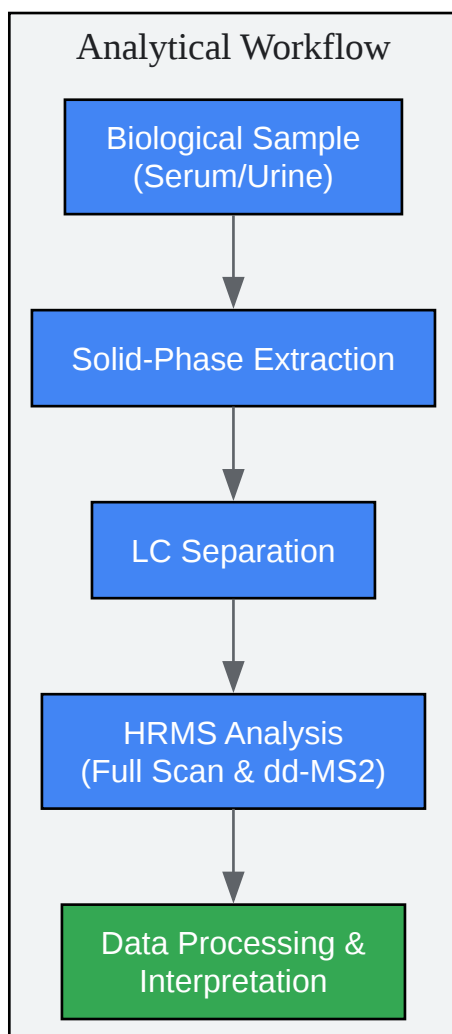 Analytical Workflow
Biological Sample
(Serum/Urine)
Solid-Phase Extraction
LC Separation
HRMS Analysis
(Full Scan & dd-MS2)
Data Processing &
Interpretation